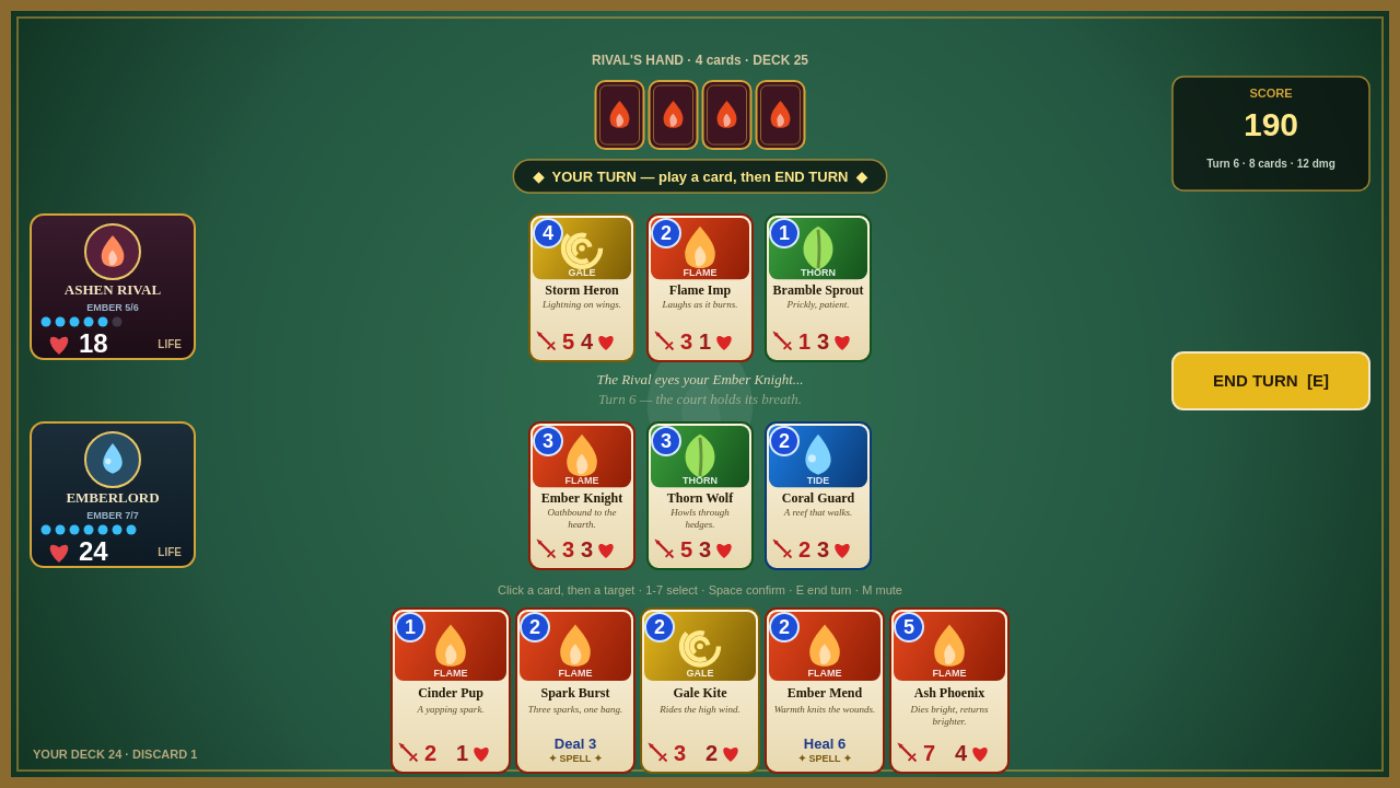 RIVAL'S HAND · 4 cards · DECK 25
SCORE
190
Turn 6 · 8 cards · 12 dmg
◆ YOUR TURN — play a card, then END TURN ◆
ASHEN RIVAL
EMBER 5/6
18 LIFE
4
GALE
Storm Heron
Lightning on wings.
5 4
2
FLAME
Flame Imp
Laughs as it burns.
3 1
1
THORN
Bramble Sprout
Prickly, patient.
1 3
The Rival eyes your Ember Knight...
Turn 6 — the court holds its breath.
END TURN [E]
EMBERLORD
EMBER 7/7
24 LIFE
3
FLAME
Ember Knight
Oathbound to the
hearth.
3 3
3
THORN
Thorn Wolf
Howls through
hedges.
5 3
2
TIDE
Coral Guard
A reef that walks.
2 3
Click a card, then a target · 1-7 select · Space confirm · E end turn · M mute
1
FLAME
Cinder Pup
A yapping spark.
2 1
2
FLAME
Spark Burst
Three sparks, one bang.
Deal 3
✦ SPELL ✦
2
GALE
Gale Kite
Rides the high wind.
3 2
2
FLAME
Ember Mend
Warmth knits the wounds.
Heal 6
✦ SPELL ✦
5
FLAME
Ash Phoenix
Dies bright, returns
brighter.
7 4
YOUR DECK 24 · DISCARD 1